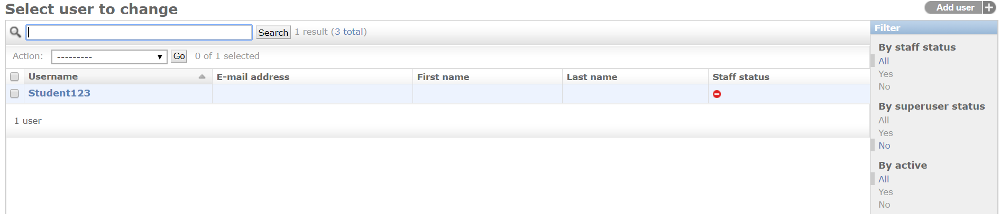 Select user to change
Add user +
Search 1 result (3 total)
Action: --------- Go 0 of 1 selected
Username E-mail address First name Last name Staff status
Student123
1 user
Filter
By staff status
All
Yes
No
By superuser status
All
Yes
No
By active
All
Yes
No